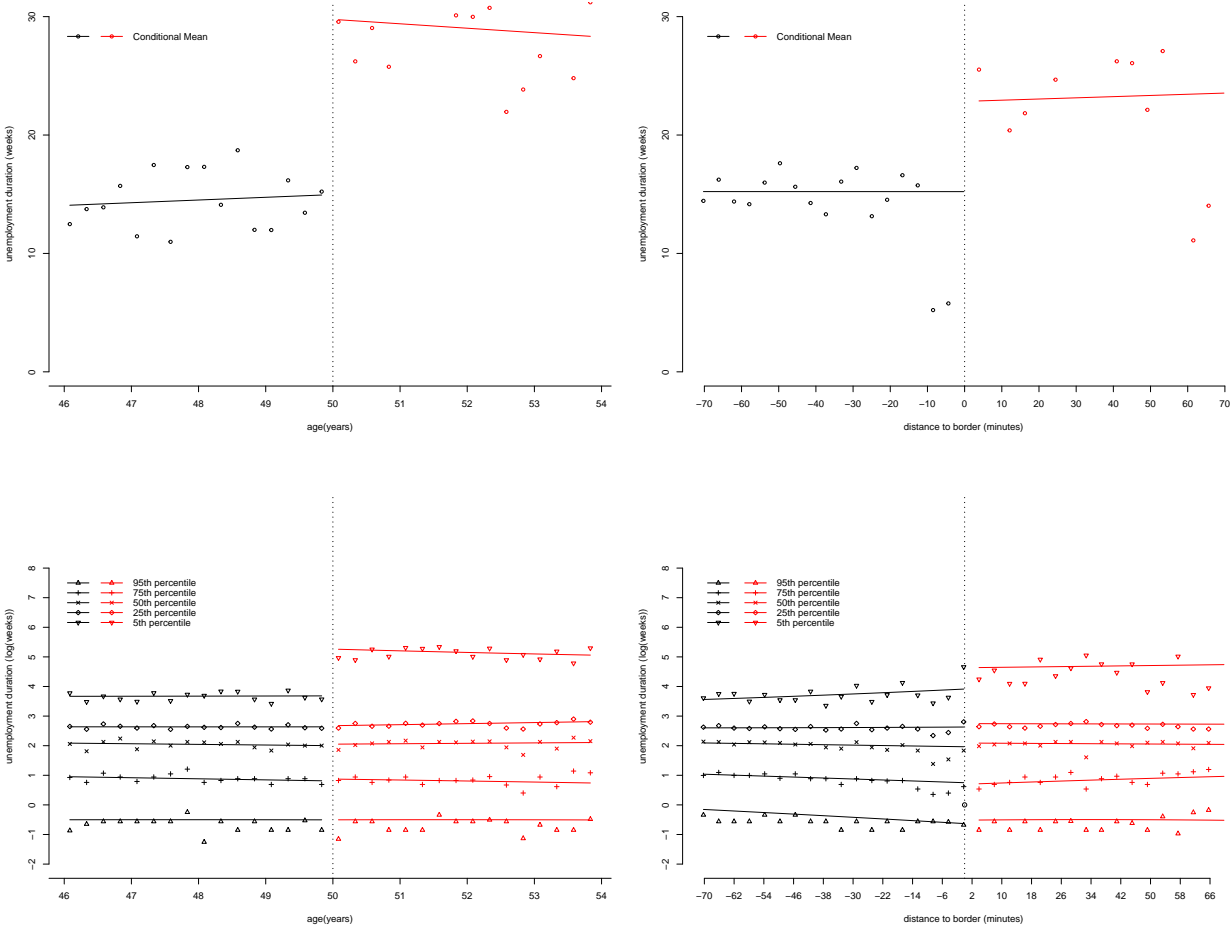 30
20
10
0
unemployment duration (weeks)
Conditional Mean
46 47 48 49 50 51 52 53 54
age(years)
30
20
10
0
unemployment duration (weeks)
Conditional Mean
−70 −60 −50 −40 −30 −20 −10 0 10 20 30 40 50 60 70
distance to border (minutes)
8
7
6
5
4
3
2
1
0
−1
−2
unemployment duration (log(weeks))
95th percentile
75th percentile
50th percentile
25th percentile
5th percentile
46 47 48 49 50 51 52 53 54
age(years)
8
7
6
5
4
3
2
1
0
−1
−2
unemployment duration (log(weeks))
95th percentile
75th percentile
50th percentile
25th percentile
5th percentile
−70 −62 −54 −46 −38 −30 −22 −14 −6 2 10 18 26 34 42 50 58 66
distance to border (minutes)